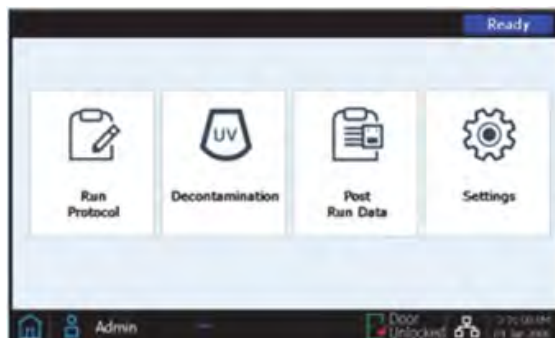 Ready
UV
Run
Protocol
Decontamination
Post
Run Data
Settings
Admin
Door
Unlocked